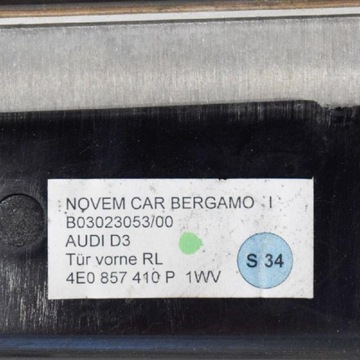 NOVEM CAR BERGAMO I
B03023053/00
AUDI D3
Tür vorne RL
4E0 857 410 P 1WV
S 34